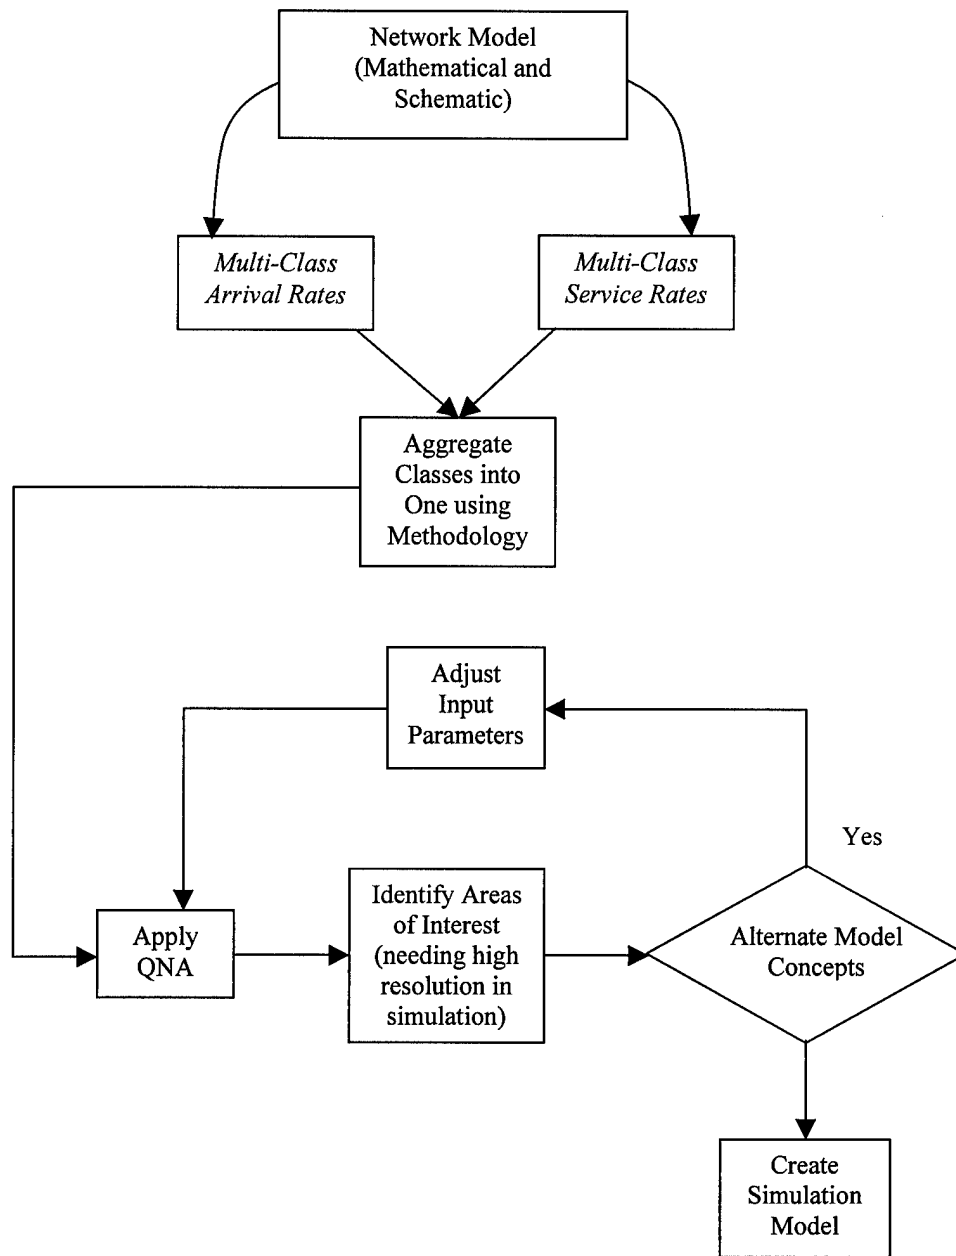 Network Model
(Mathematical and
Schematic)
Multi-Class
Arrival Rates
Multi-Class
Service Rates
Aggregate
Classes into
One using
Methodology
Adjust
Input
Parameters
Yes
Apply
QNA
Identify Areas
of Interest
(needing high
resolution in
simulation)
Alternate Model
Concepts
Create
Simulation
Model